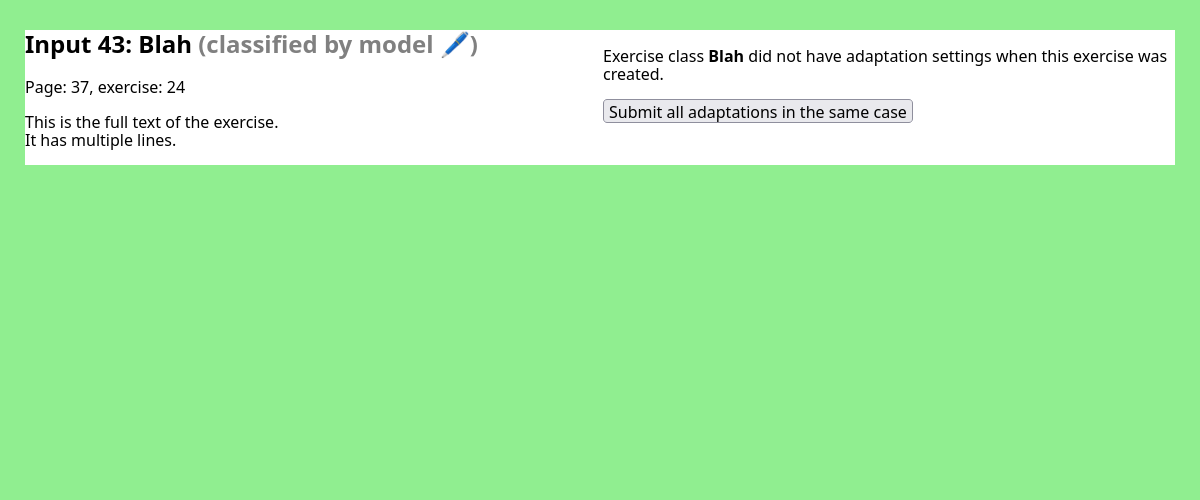 Input 43: Blah (classified by model 🖊️)
Page: 37, exercise: 24
This is the full text of the exercise.
It has multiple lines.
Exercise class Blah did not have adaptation settings when this exercise was
created.
Submit all adaptations in the same case